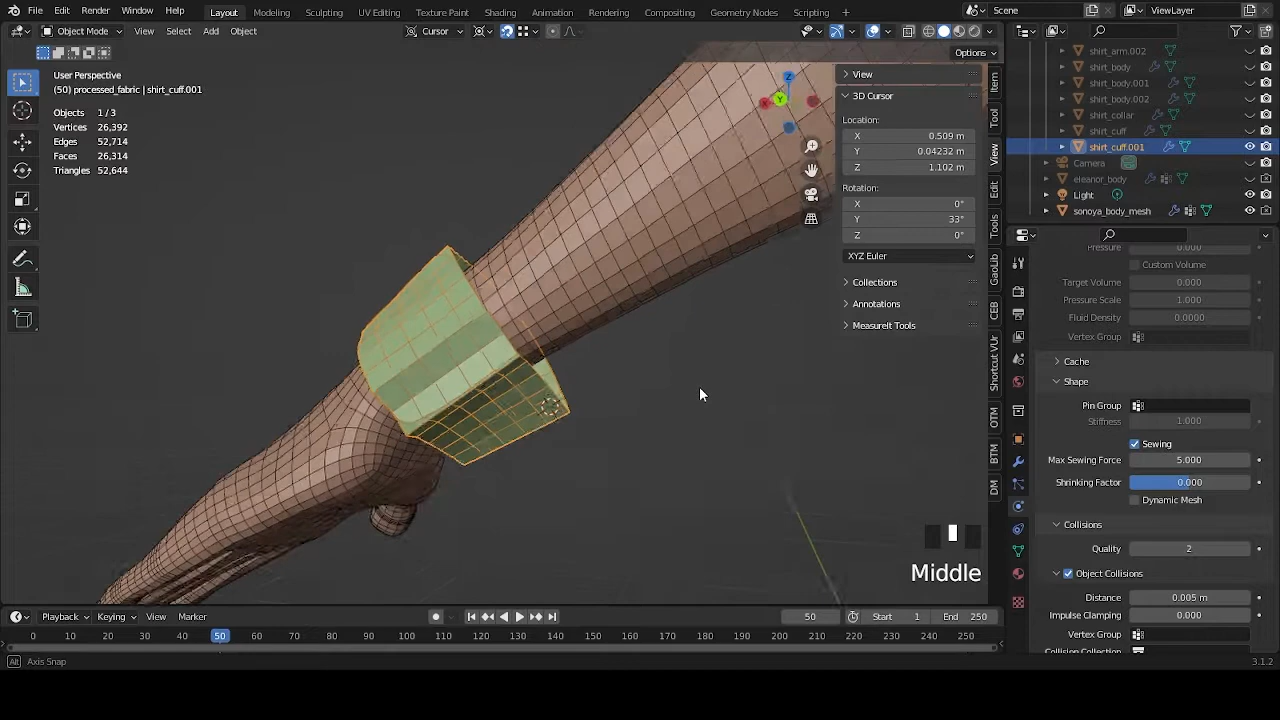 File Edit Render Window Help Layout Modeling Sculpting UV Editing Texture Paint Shading Animation Rendering Compositing Geometry Nodes Scripting + Scene ViewLayer
Object Mode View Select Add Object Cursor
Options
User Perspective
(50) processed_fabric | shirt_cuff.001
Objects 1/3
Vertices 26,392
Edges 52,714
Faces 26,314
Triangles 52,644
Z
X
Y
View
3D Cursor
Location:
X 0.509 m
Y 0.04232 m
Z 1.102 m
Rotation:
X 0°
Y 33°
Z 0°
XYZ Euler
Collections
Annotations
MeasureIt Tools
Item
Tool
View
Edit
Tools
GaoLib
CEB
Shortcut VUr
OTM
BTM
DM
shirt_arm.002
shirt_body
shirt_body.001
shirt_body.002
shirt_collar
shirt_cuff
shirt_cuff.001
Camera
eleanor_body
Light
sonoya_body_mesh
Pressure 0.000
Custom Volume
Target Volume 0.000
Pressure Scale 1.000
Fluid Density 0.0000
Vertex Group
Cache
Shape
Pin Group
Stiffness 1.000
Sewing
Max Sewing Force 5.000
Shrinking Factor 0.000
Dynamic Mesh
Collisions
Quality 2
Object Collisions
Distance 0.005 m
Impulse Clamping 0.000
Vertex Group
Collision Collection
Middle
Playback Keying View Marker 50 Start 1 End 250
0 10 20 30 40 50 60 70 80 90 100 110 120 130 140 150 160 170 180 190 200 210 220 230 240 250
Alt Axis Snap 3.1.2